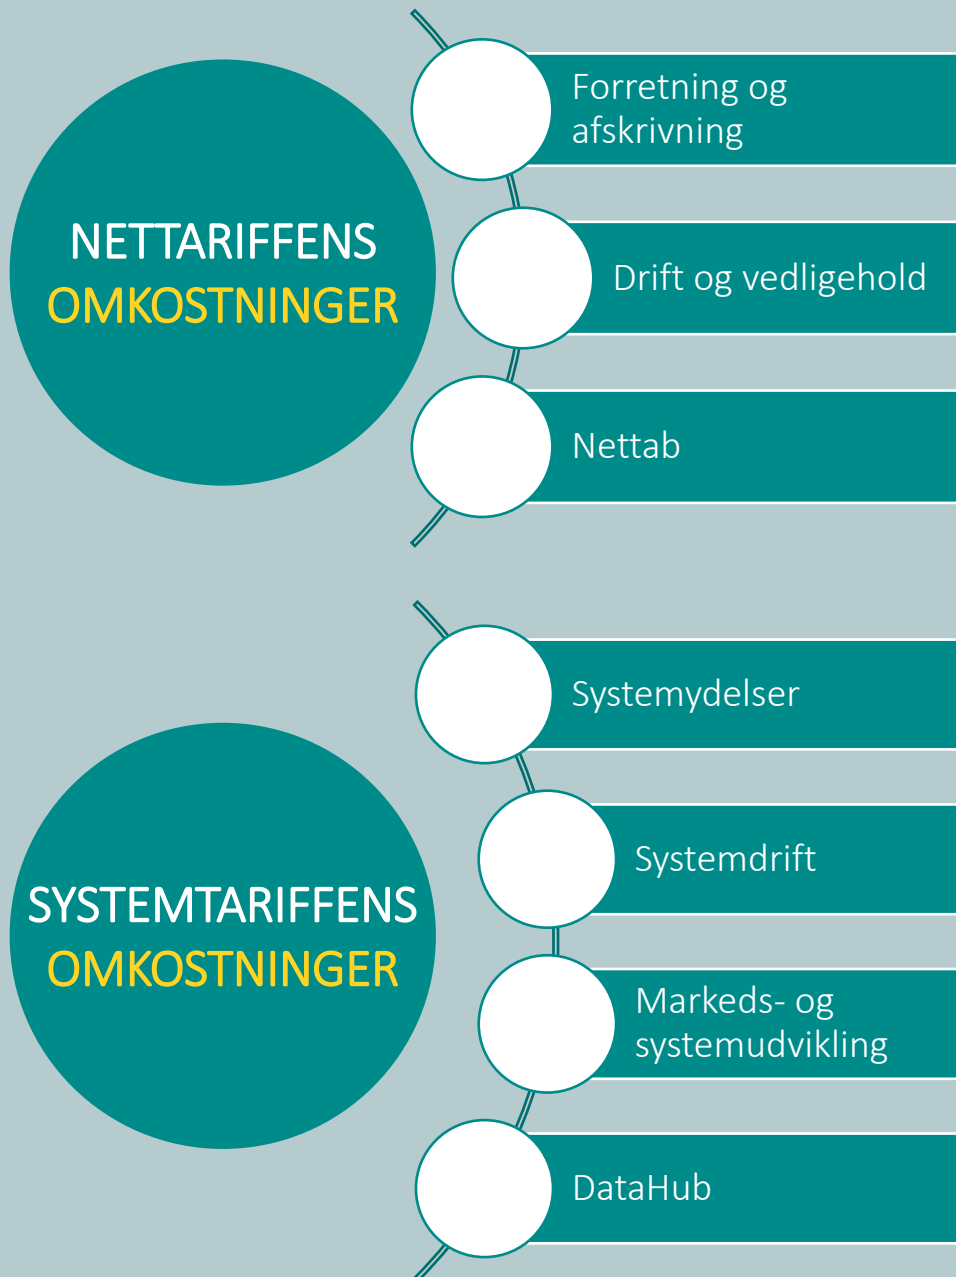 NETTARIFFENS
OMKOSTNINGER
Forretning og
afskrivning
Drift og vedligehold
Nettab
SYSTEMTARIFFENS
OMKOSTNINGER
Systemydelser
Systemdrift
Markeds- og
systemudvikling
DataHub